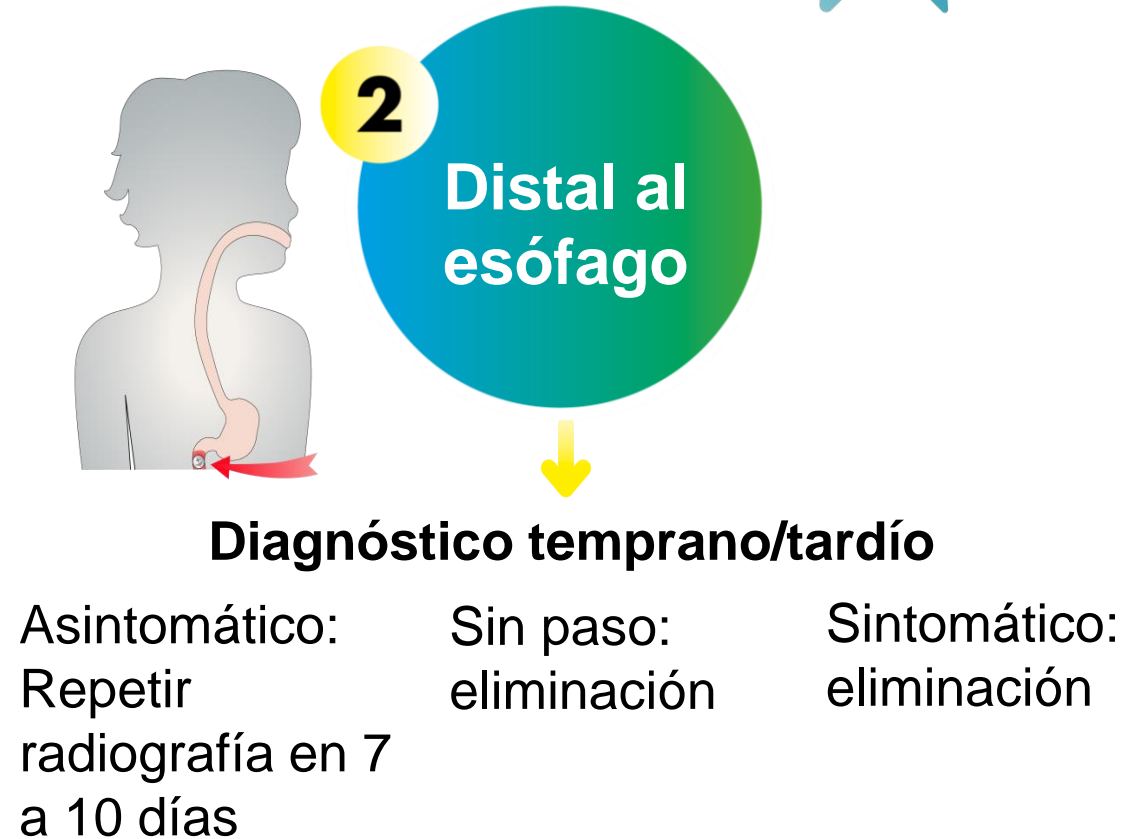 2
Distal al
esófago
Diagnóstico temprano/tardío
Asintomático:
Repetir
radiografía en 7
a 10 días
Sin paso:
eliminación
Sintomático:
eliminación